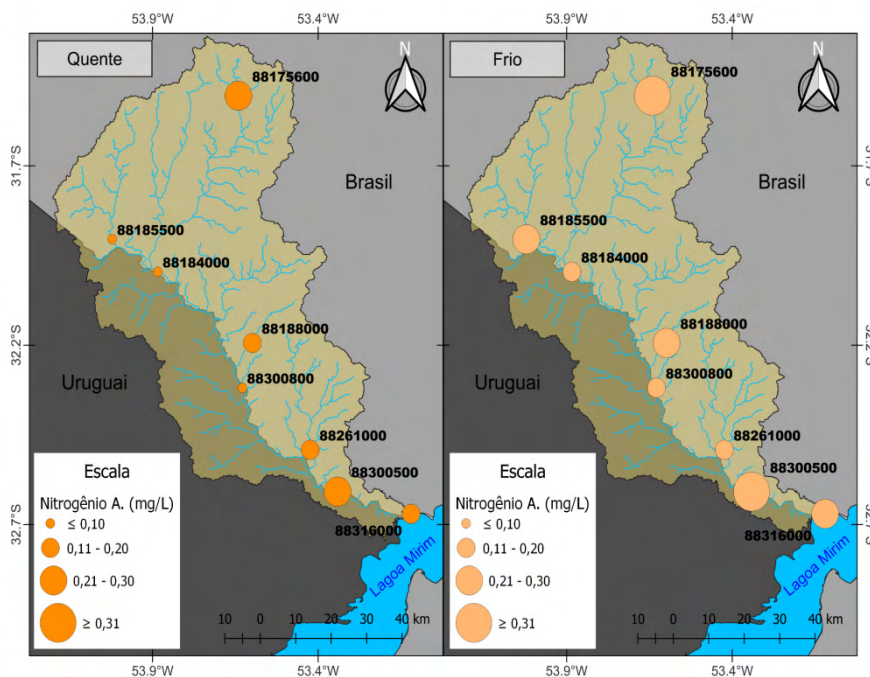 53.9°W 53.4°W 53.9°W 53.4°W
Quente
N
88175600
31.7°S
Brasil
88185500
88184000
88188000
32.2°S
88300800
Uruguai
88261000
88300500
88316000
32.7°S
Lagoa Mirim
Escala
Nitrogênio A. (mg/L)
≤ 0,10
0,11 - 0,20
0,21 - 0,30
≥ 0,31
10 0 10 20 30 40 km
Frio
N
88175600
31.7°S
Brasil
88185500
88184000
88188000
88300800
Uruguai
88261000
88300500
88316000
Lagoa Mirim
Escala
Nitrogênio A. (mg/L)
≤ 0,10
0,11 - 0,20
0,21 - 0,30
≥ 0,31
10 0 10 20 30 40 km
53.9°W 53.4°W 53.9°W 53.4°W